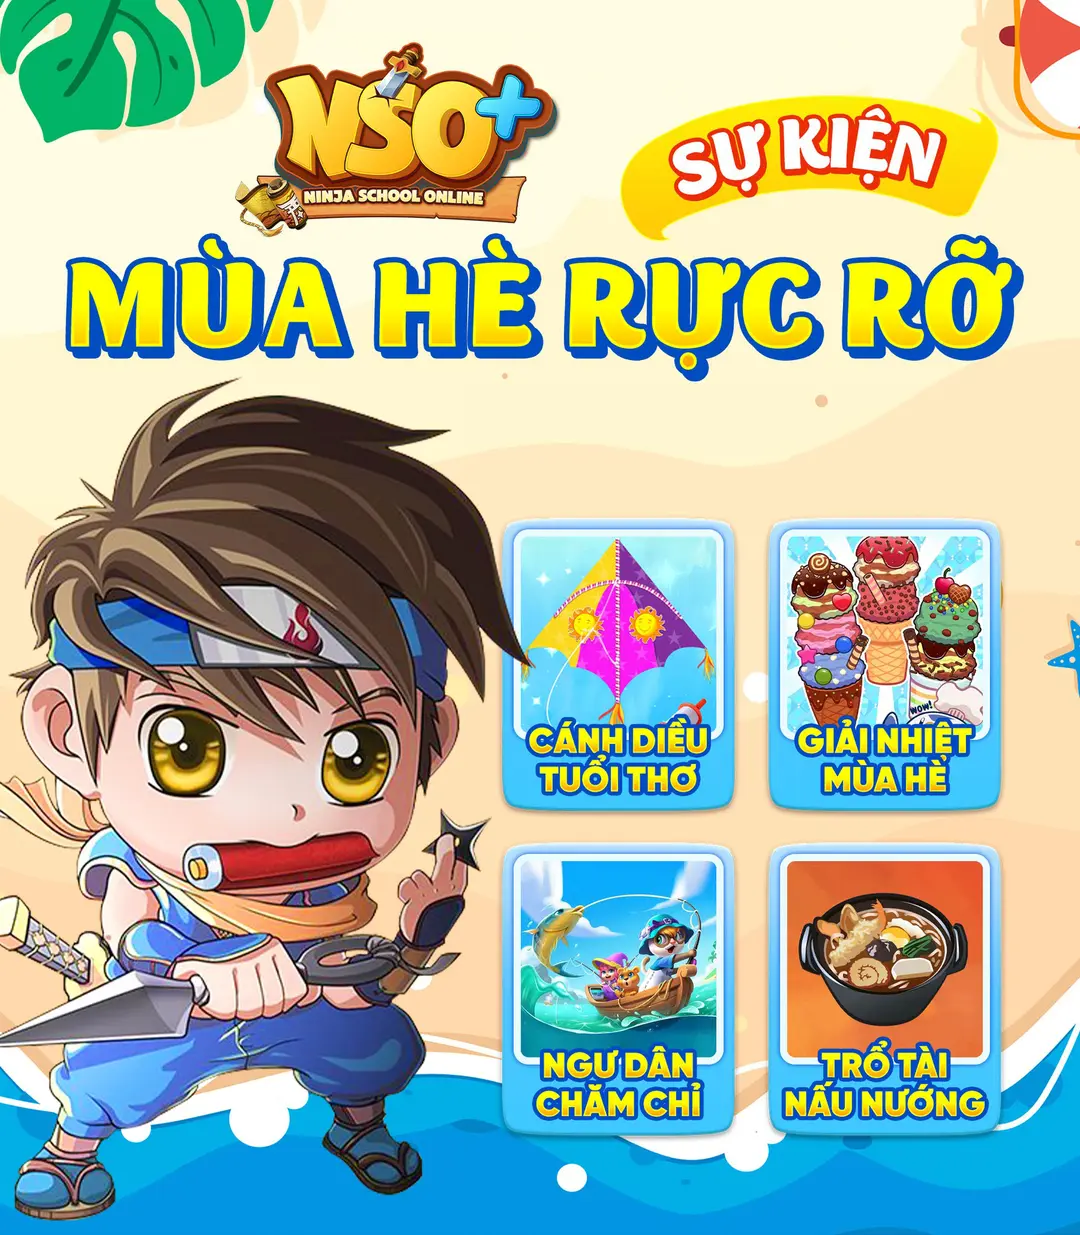 NSO+
NINJA SCHOOL ONLINE
SỰ KIỆN
MÙA HÈ RỰC RỠ
CÁNH DIỀU
TUỔI THƠ
WOW!
GIẢI NHIỆT
MÙA HÈ
NGƯ DÂN
CHĂM CHỈ
TRỔ TÀI
NẤU NƯỚNG